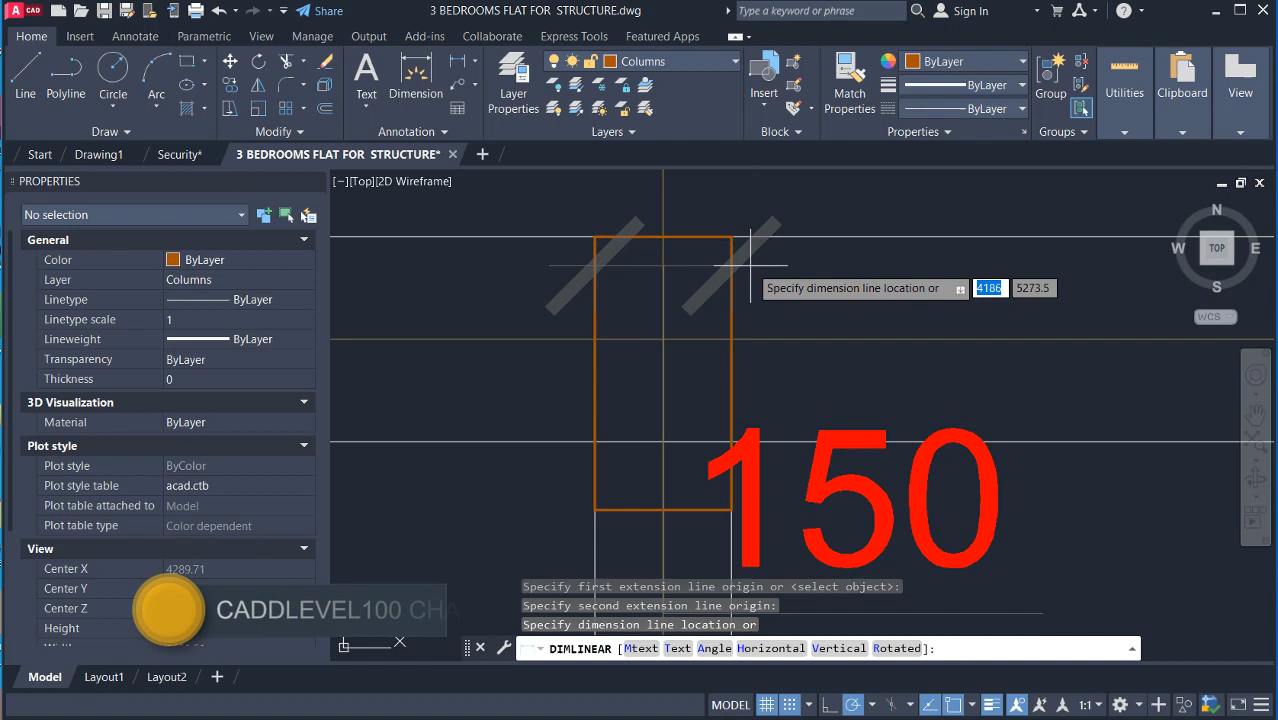 A CAD Share 3 BEDROOMS FLAT FOR STRUCTURE.dwg Type a keyword or phrase Sign In
Home Insert Annotate Parametric View Manage Output Add-ins Collaborate Express Tools Featured Apps
Line Polyline Circle Arc Text Dimension Layer Properties Columns Insert Match Properties ByLayer Group Utilities Clipboard View
ByLayer
ByLayer
Draw Modify Annotation Layers Block Properties Groups
Start Drawing1 Security* 3 BEDROOMS FLAT FOR STRUCTURE*
PROPERTIES
[−][Top][2D Wireframe]
No selection
General
Color ByLayer
Layer Columns
Linetype ByLayer
Linetype scale 1
Lineweight ByLayer
Transparency ByLayer
Thickness 0
3D Visualization
Material ByLayer
Plot style
Plot style ByColor
Plot style table acad.ctb
Plot table attached to Model
Plot table type Color dependent
View
Center X 4289.71
Center Y
Center Z
Height
Width
CADDLEVEL100 CHA
N
W TOP E
S
WCS
Specify dimension line location or 4186 5273.5
150
Specify first extension line origin or <select object>:
Specify second extension line origin:
Specify dimension line location or
DIMLINEAR [Mtext Text Angle Horizontal Vertical Rotated]:
Model Layout1 Layout2
MODEL 1:1